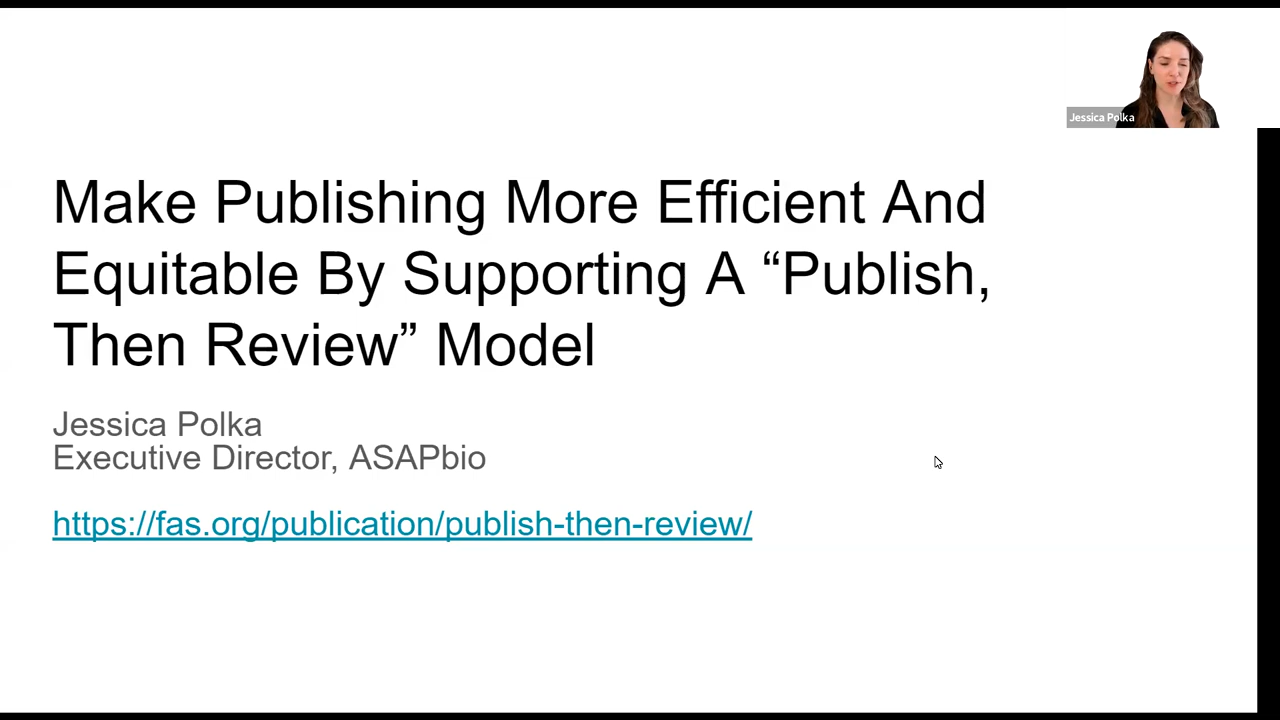 Jessica Polka
Make Publishing More Efficient And
Equitable By Supporting A “Publish,
Then Review” Model
Jessica Polka
Executive Director, ASAPbio
https://fas.org/publication/publish-then-review/